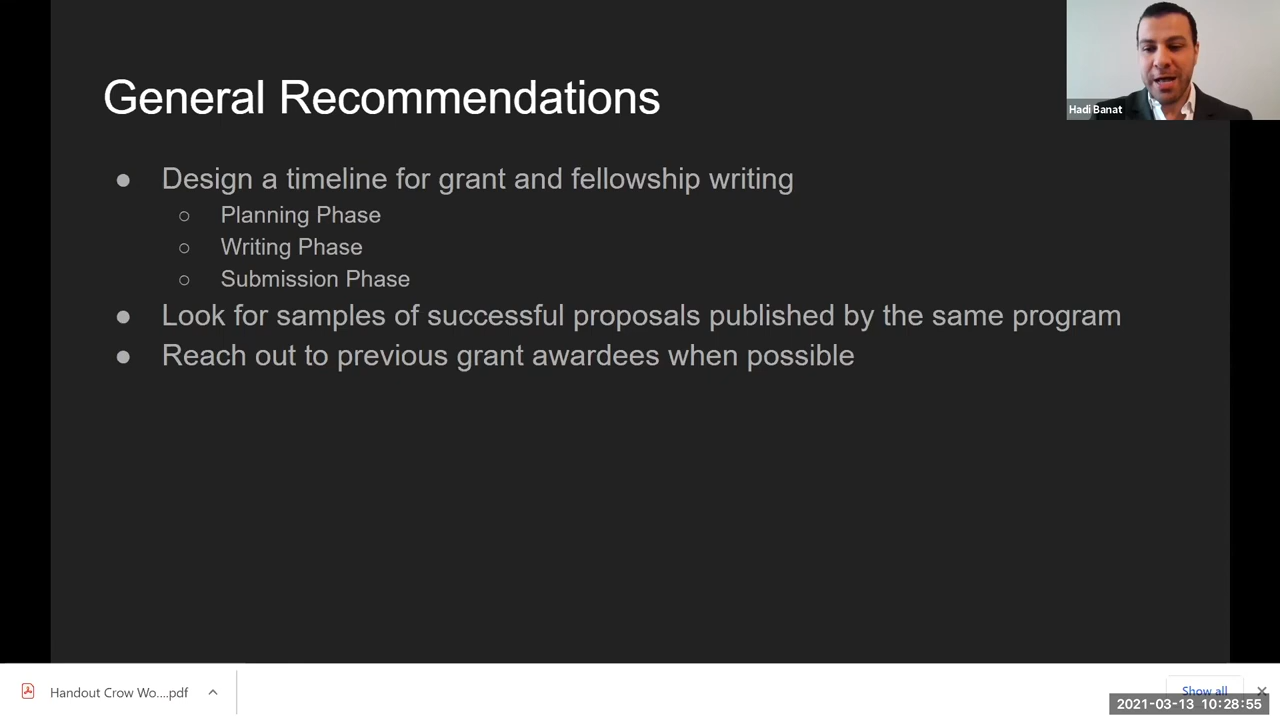 General Recommendations
Hadi Banat
● Design a timeline for grant and fellowship writing
○ Planning Phase
○ Writing Phase
○ Submission Phase
● Look for samples of successful proposals published by the same program
● Reach out to previous grant awardees when possible
Handout Crow Wo....pdf
Show all
2021-03-13 10:28:55